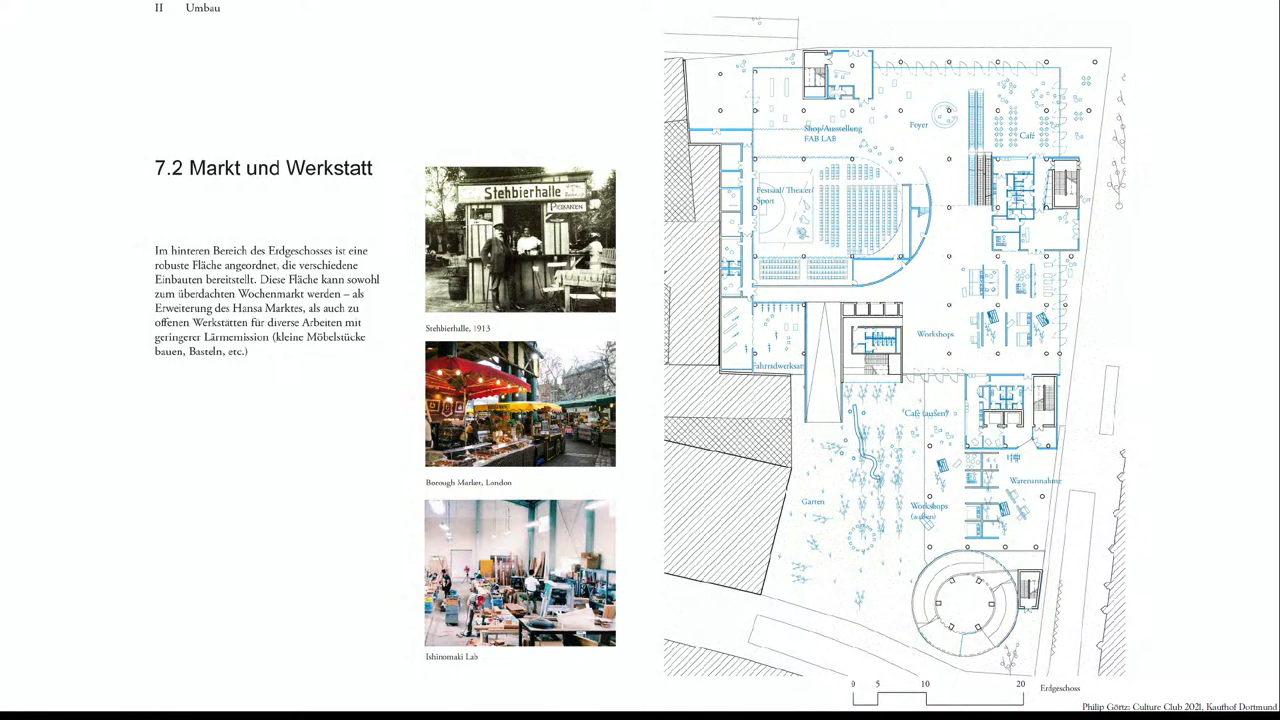 II Umbau
7.2 Markt und Werkstatt
Im hinteren Bereich des Erdgeschosses ist eine
robuste Fläche angeordnet, die verschiedene
Einbauten bereitstellt. Diese Fläche kann sowohl
zum überdachten Wochenmarkt werden – als
Erweiterung des Hansa Marktes, als auch zu
offenen Werkstätten für diverse Arbeiten mit
geringerer Lärmemission (kleine Möbelstücke
bauen, Basteln, etc.)
Stehbierhalle
Stehbierhalle, 1913
Borough Market, London
Ishinomaki Lab
Shop/Ausstellung
FAB LAB
Foyer
Café
Festsaal/ Theater/
Sport
Workshops
Fahrradwerkstatt
Café (außen)
Garten
Workshops
(außen)
Warenannahme
0 5 10 20
Erdgeschoss
Philip Görtz: Culture Club 2021, Kaufhof Dortmund